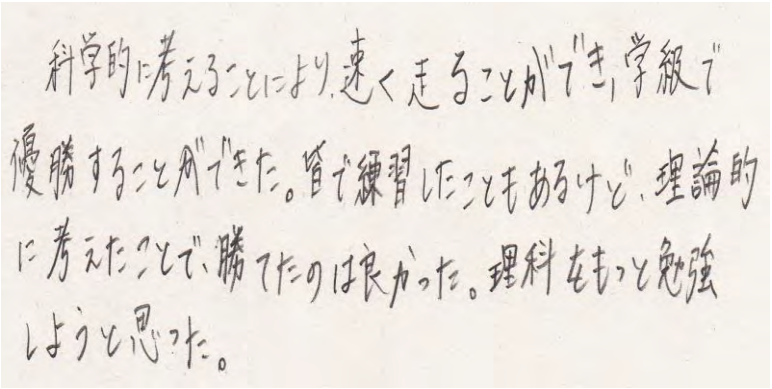 科学的に考えることにより、速く走ることができ、学級で
優勝することができた。皆で練習したこともあるけど、理論的
に考えたことで、勝てたのは良かった。理科をもっと勉強
しようと思った。